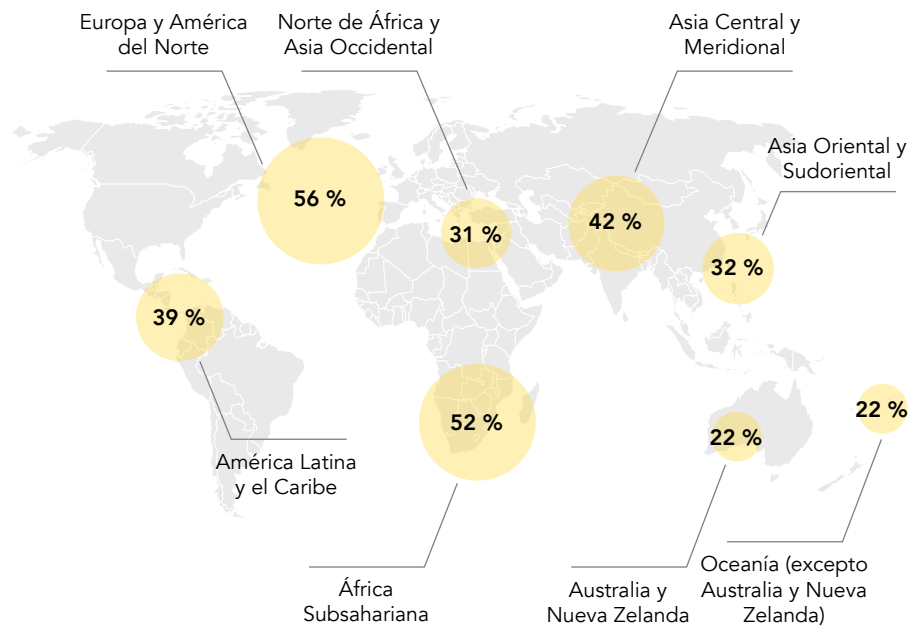 Europa y América
del Norte
Norte de África y
Asia Occidental
Asia Central y
Meridional
Asia Oriental y
Sudoriental
56 %
31 %
42 %
32 %
39 %
52 %
22 %
22 %
América Latina
y el Caribe
África
Subsahariana
Australia y
Nueva Zelanda
Oceanía (excepto
Australia y Nueva
Zelanda)